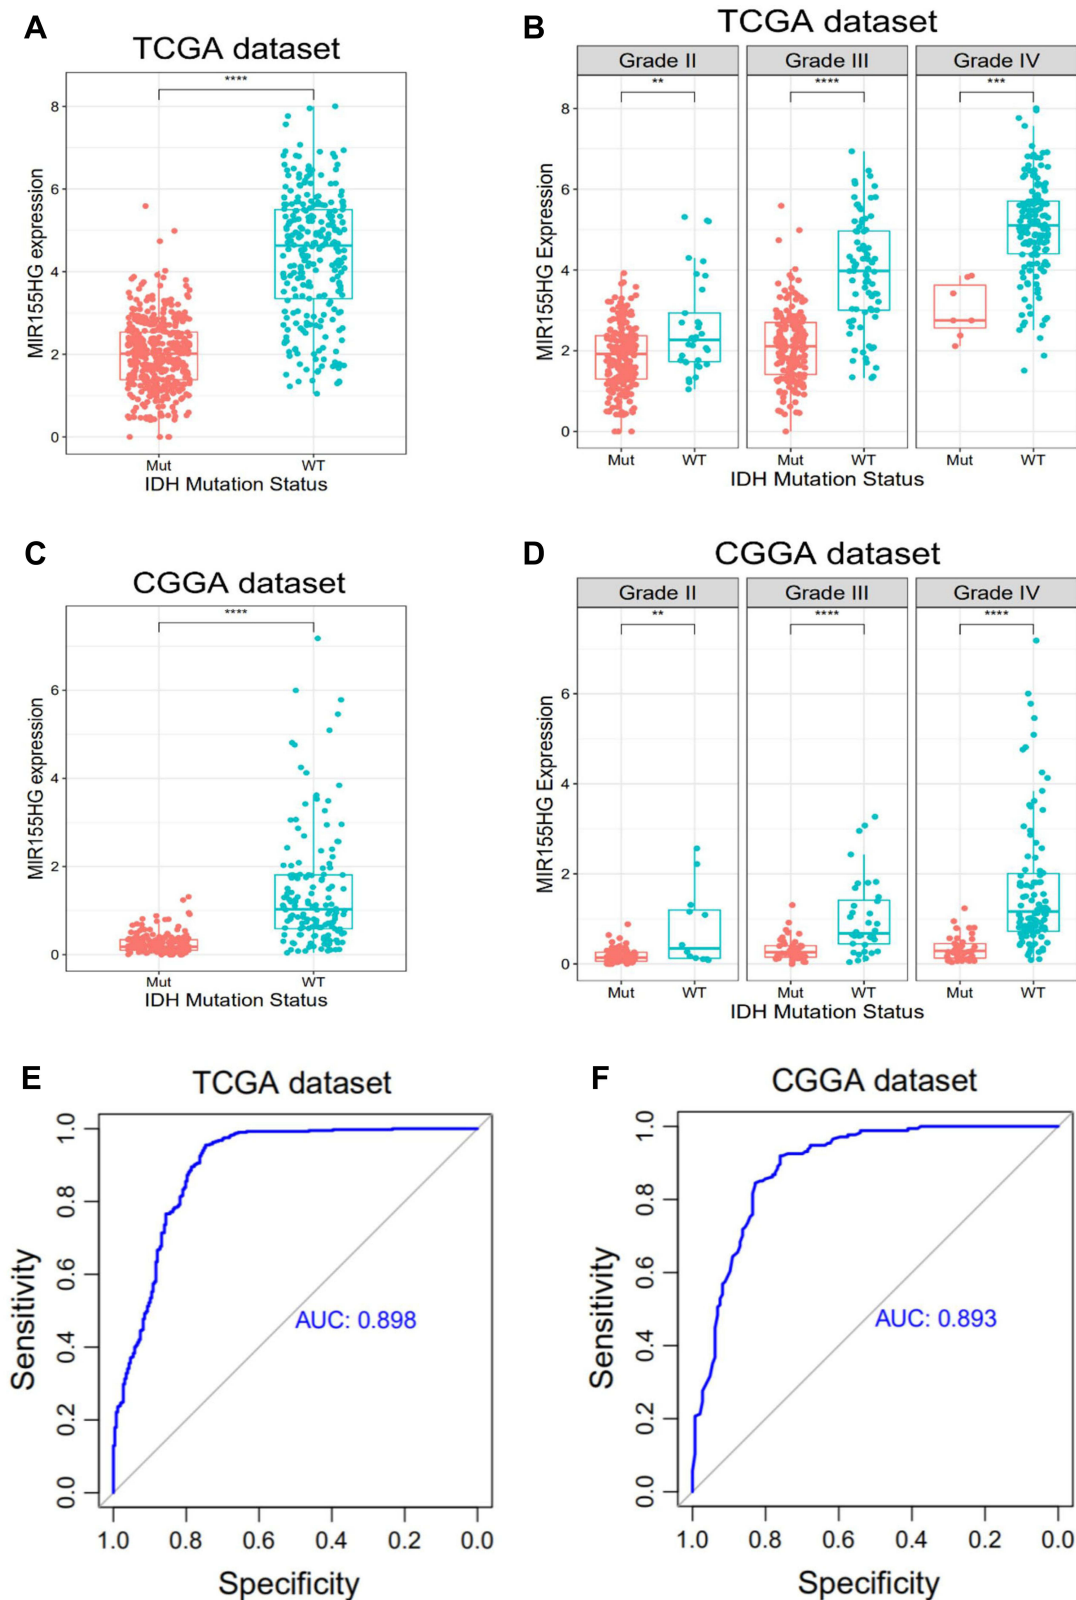 A
TCGA dataset
****
MIR155HG expression
8
6
4
2
0
Mut
WT
IDH Mutation Status
B
TCGA dataset
Grade II
Grade III
Grade IV
**
****
***
MIR155HG Expression
8
6
4
2
0
Mut
WT
Mut
WT
Mut
WT
IDH Mutation Status
C
CGGA dataset
****
MIR155HG expression
6
4
2
0
Mut
WT
IDH Mutation Status
D
CGGA dataset
Grade II
Grade III
Grade IV
**
****
****
MIR155HG Expression
6
4
2
0
Mut
WT
Mut
WT
Mut
WT
IDH Mutation Status
E
TCGA dataset
Sensitivity
1.0
0.8
0.6
0.4
0.2
0.0
AUC: 0.898
1.0
0.8
0.6
0.4
0.2
0.0
Specificity
F
CGGA dataset
Sensitivity
1.0
0.8
0.6
0.4
0.2
0.0
AUC: 0.893
1.0
0.8
0.6
0.4
0.2
0.0
Specificity